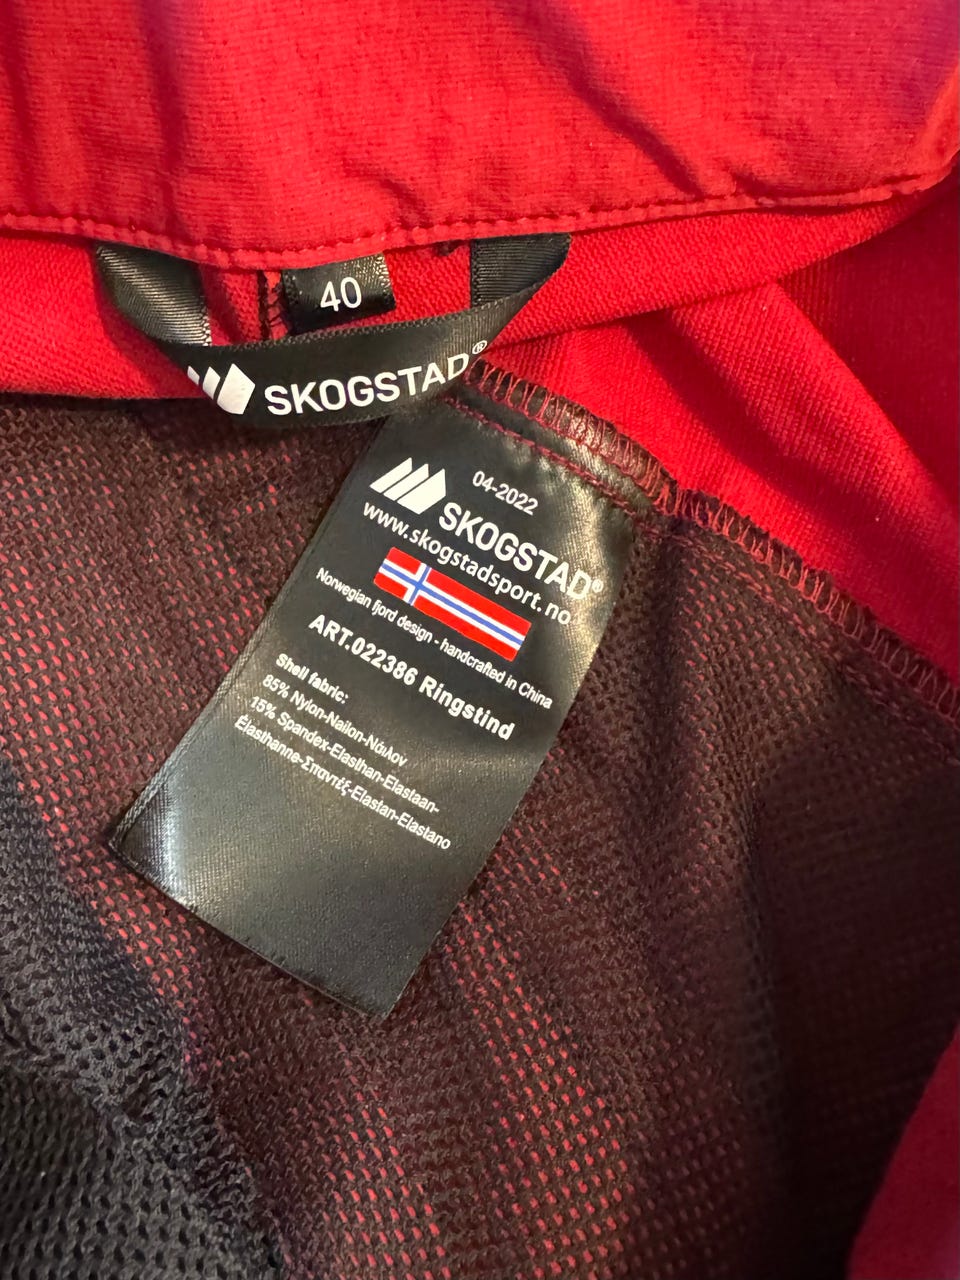 40
SKOGSTAD®
04-2022
SKOGSTAD®
www.skogstadsport.no
Norwegian fjord design - handcrafted in China
ART.022386 Ringstind
Shell fabric:
85% Nylon-Nailon-Νάιλον
15% Spandex-Elasthan-Elastaan-
Élasthanne-Σπαντέξ-Elastan-Elastano